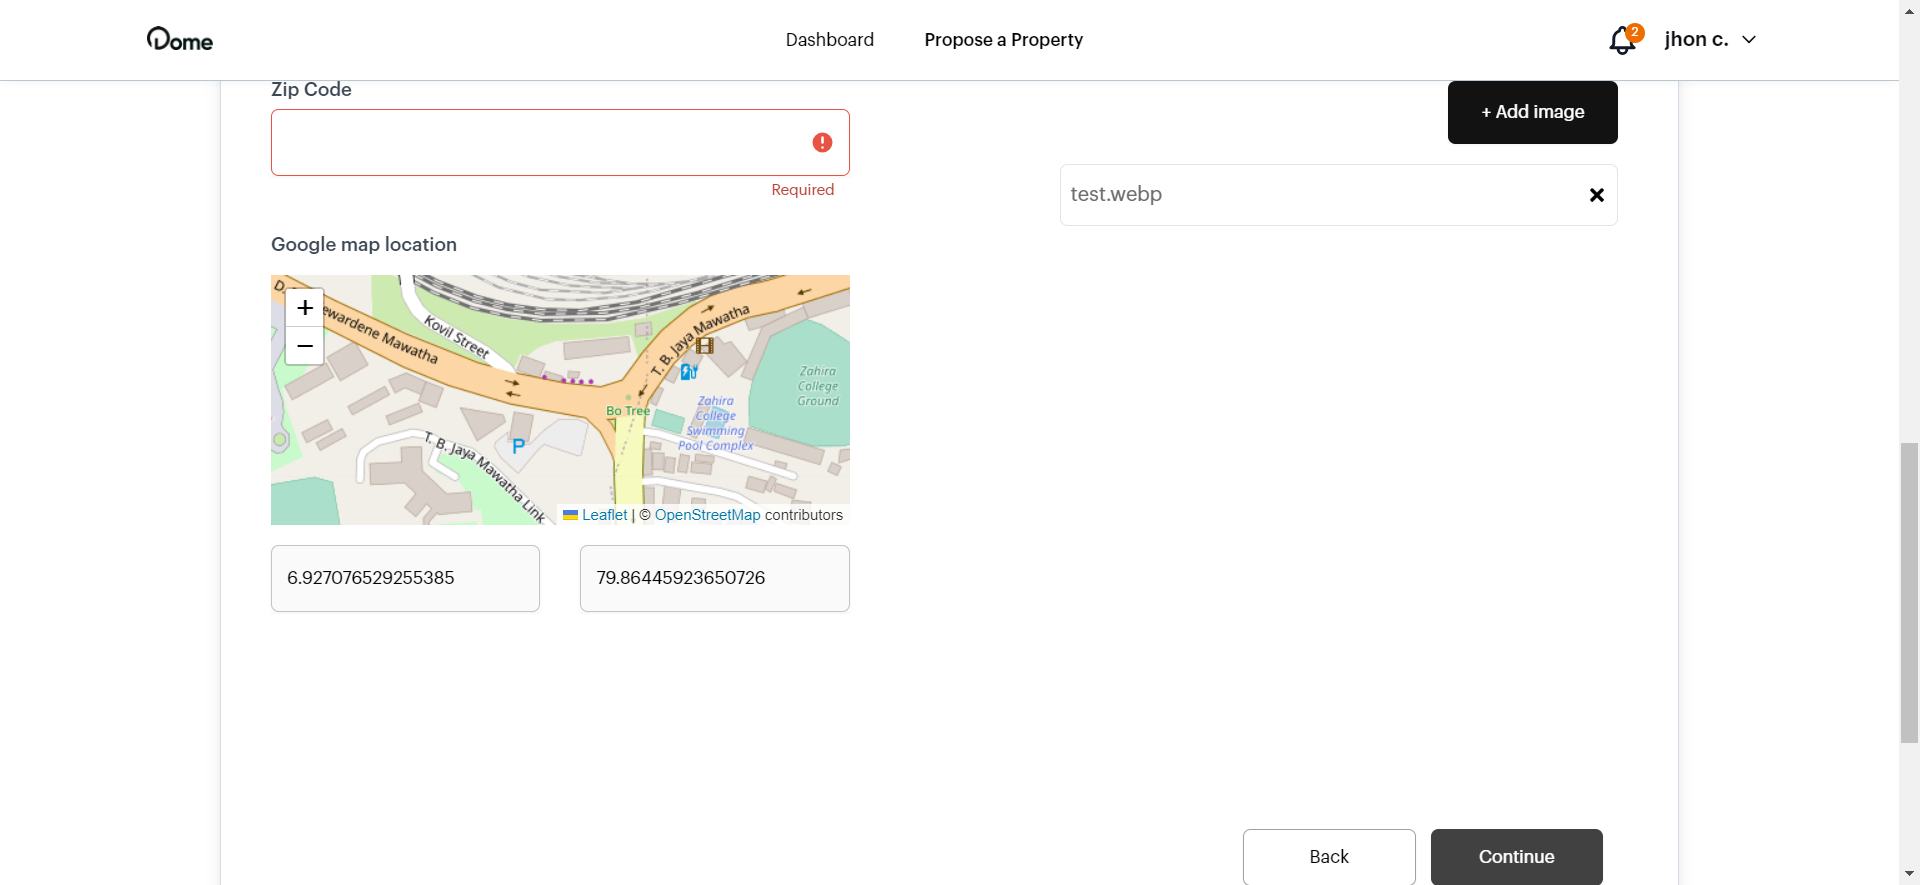 Dome
Dashboard
Propose a Property
2
jhon c.
Zip Code
Required
+ Add image
test.webp
Google map location
+
−
ewardene Mawatha
Kovil Street
T. B. Jaya Mawatha
Zahira
College
Ground
Bo Tree
Zahira
College
Swimming
Pool Complex
P
T. B. Jaya Mawatha Link
Leaflet | © OpenStreetMap contributors
6.927076529255385
79.86445923650726
Back
Continue